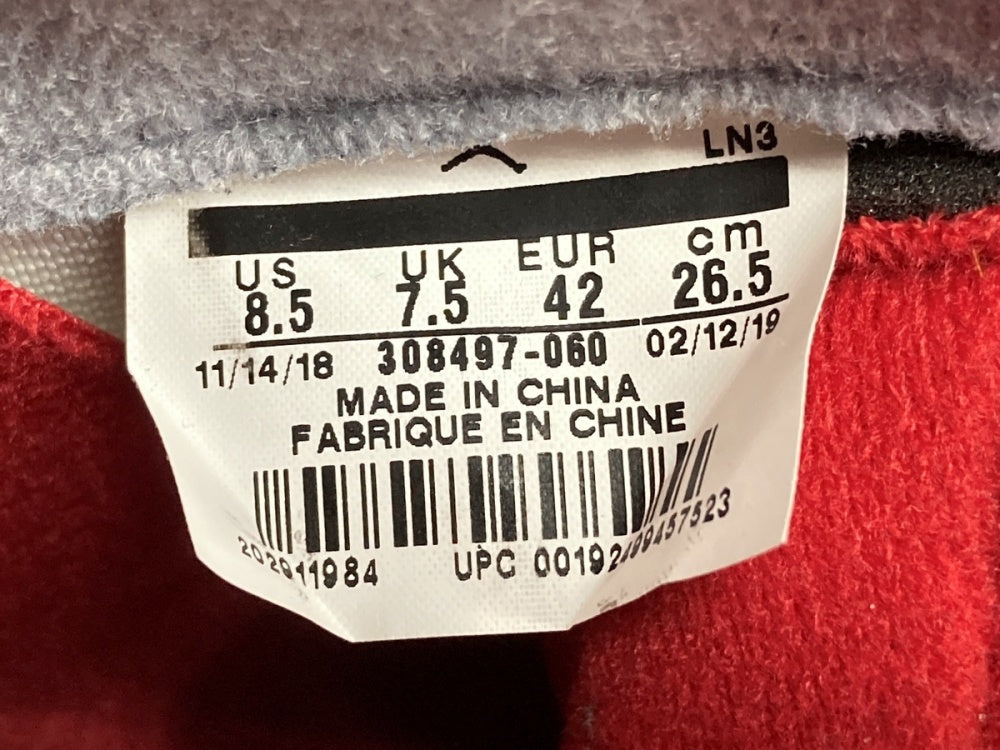 LN3
US UK EUR cm
8.5 7.5 42 26.5
11/14/18 308497-060 02/12/19
MADE IN CHINA
FABRIQUE EN CHINE
202911984 UPC 00192499457523